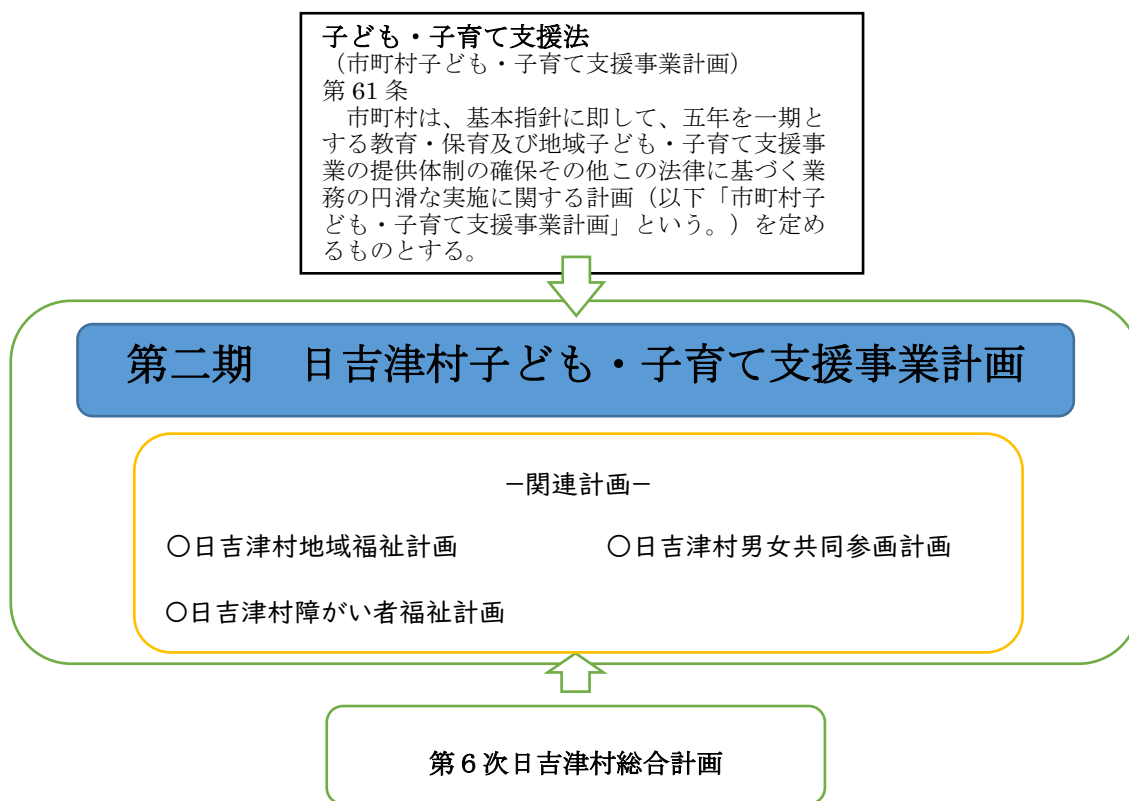 子ども・子育て支援法
（市町村子ども・子育て支援事業計画）
第 61 条
　市町村は、基本指針に即して、五年を一期と
する教育・保育及び地域子ども・子育て支援事
業の提供体制の確保その他この法律に基づく業
務の円滑な実施に関する計画（以下「市町村子
ども・子育て支援事業計画」という。）を定め
るものとする。
第二期　日吉津村子ども・子育て支援事業計画
－関連計画－
〇日吉津村地域福祉計画　〇日吉津村男女共同参画計画
〇日吉津村障がい者福祉計画
第６次日吉津村総合計画